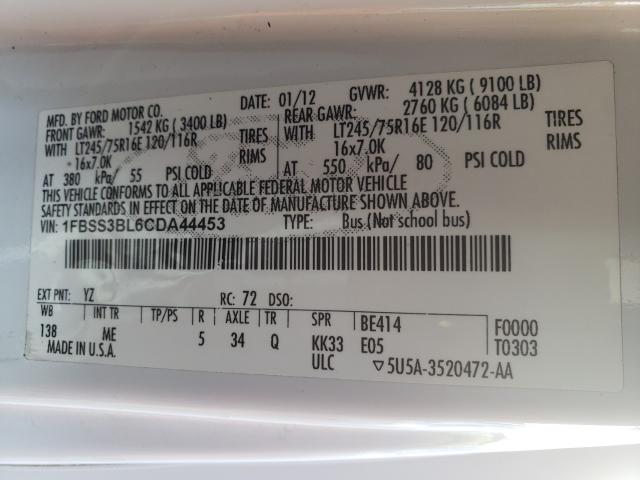 MFD. BY FORD MOTOR CO. DATE: 01/12 GVWR: 4128 KG ( 9100 LB)
FRONT GAWR: 1542 KG ( 3400 LB) REAR GAWR: 2760 KG ( 6084 LB)
WITH LT245/75R16E 120/116R TIRES WITH LT245/75R16E 120/116R TIRES
16x7.0K RIMS 16x7.0K RIMS
AT 380 kPa/ 55 PSI COLD AT 550 kPa/ 80 PSI COLD
THIS VEHICLE CONFORMS TO ALL APPLICABLE FEDERAL MOTOR VEHICLE
SAFETY STANDARDS IN EFFECT ON THE DATE OF MANUFACTURE SHOWN ABOVE.
VIN: 1FBSS3BL6CDA44453 TYPE: Bus (Not school bus)
EXT PNT: YZ RC: 72 DSO:
WB INT TR TP/PS R AXLE TR SPR BE414 F0000
138 ME 5 34 Q KK33 E05 T0303
MADE IN U.S.A. ULC ▽5U5A-3520472-AA